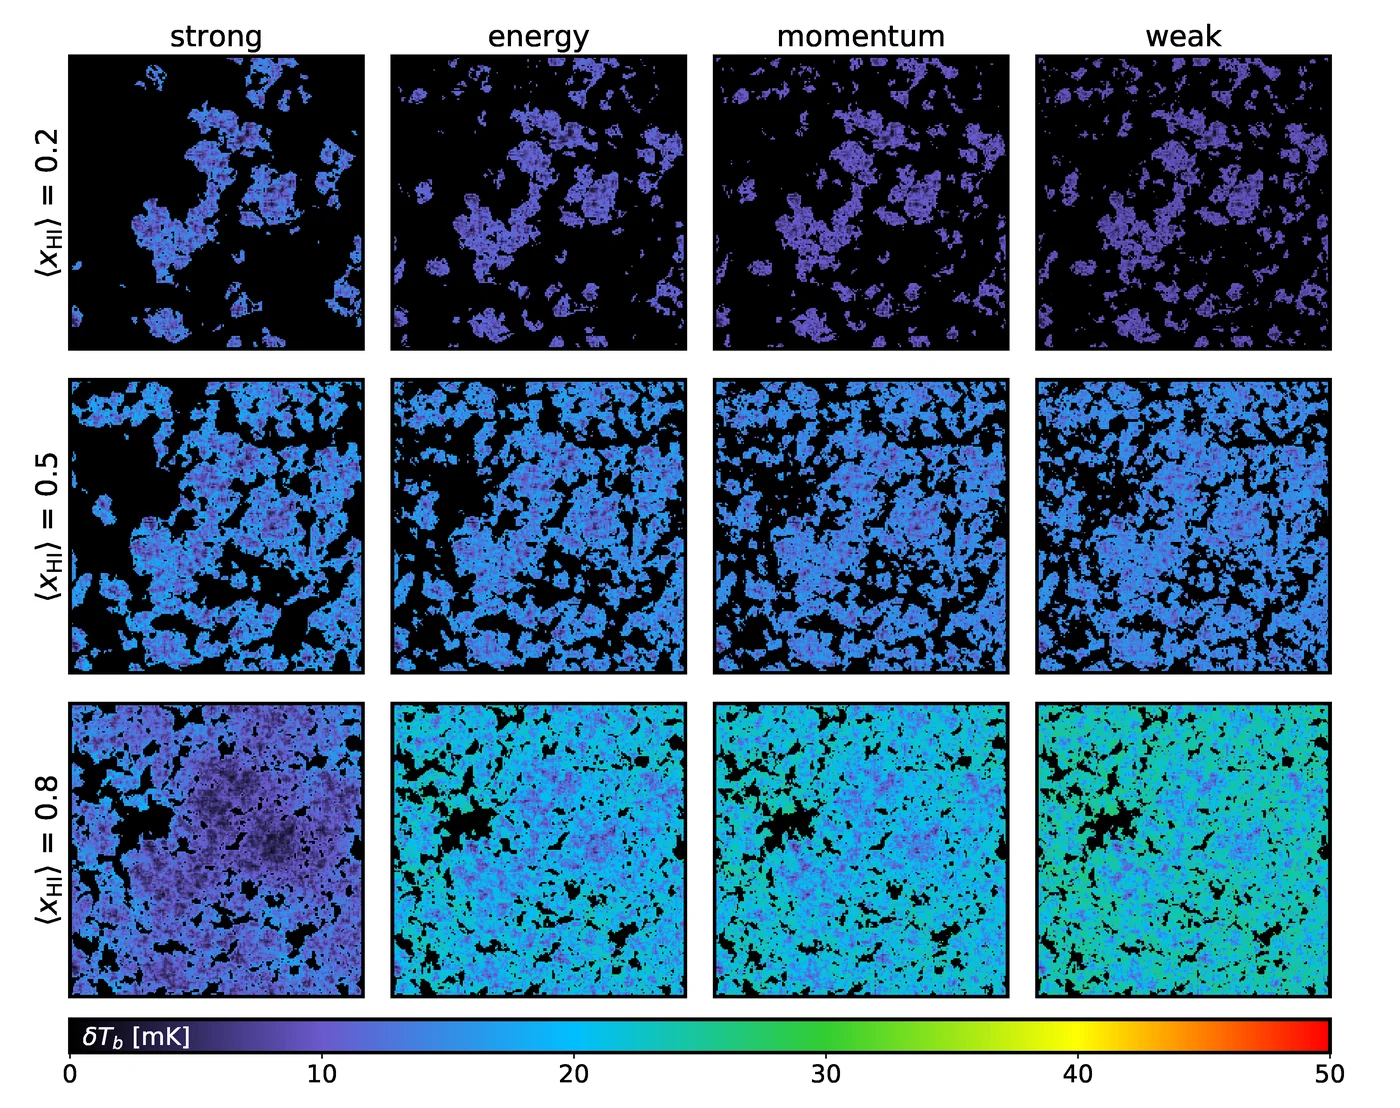 strong energy momentum weak
⟨x_HI⟩ = 0.2
⟨x_HI⟩ = 0.5
⟨x_HI⟩ = 0.8
δT_b [mK]
0 10 20 30 40 50